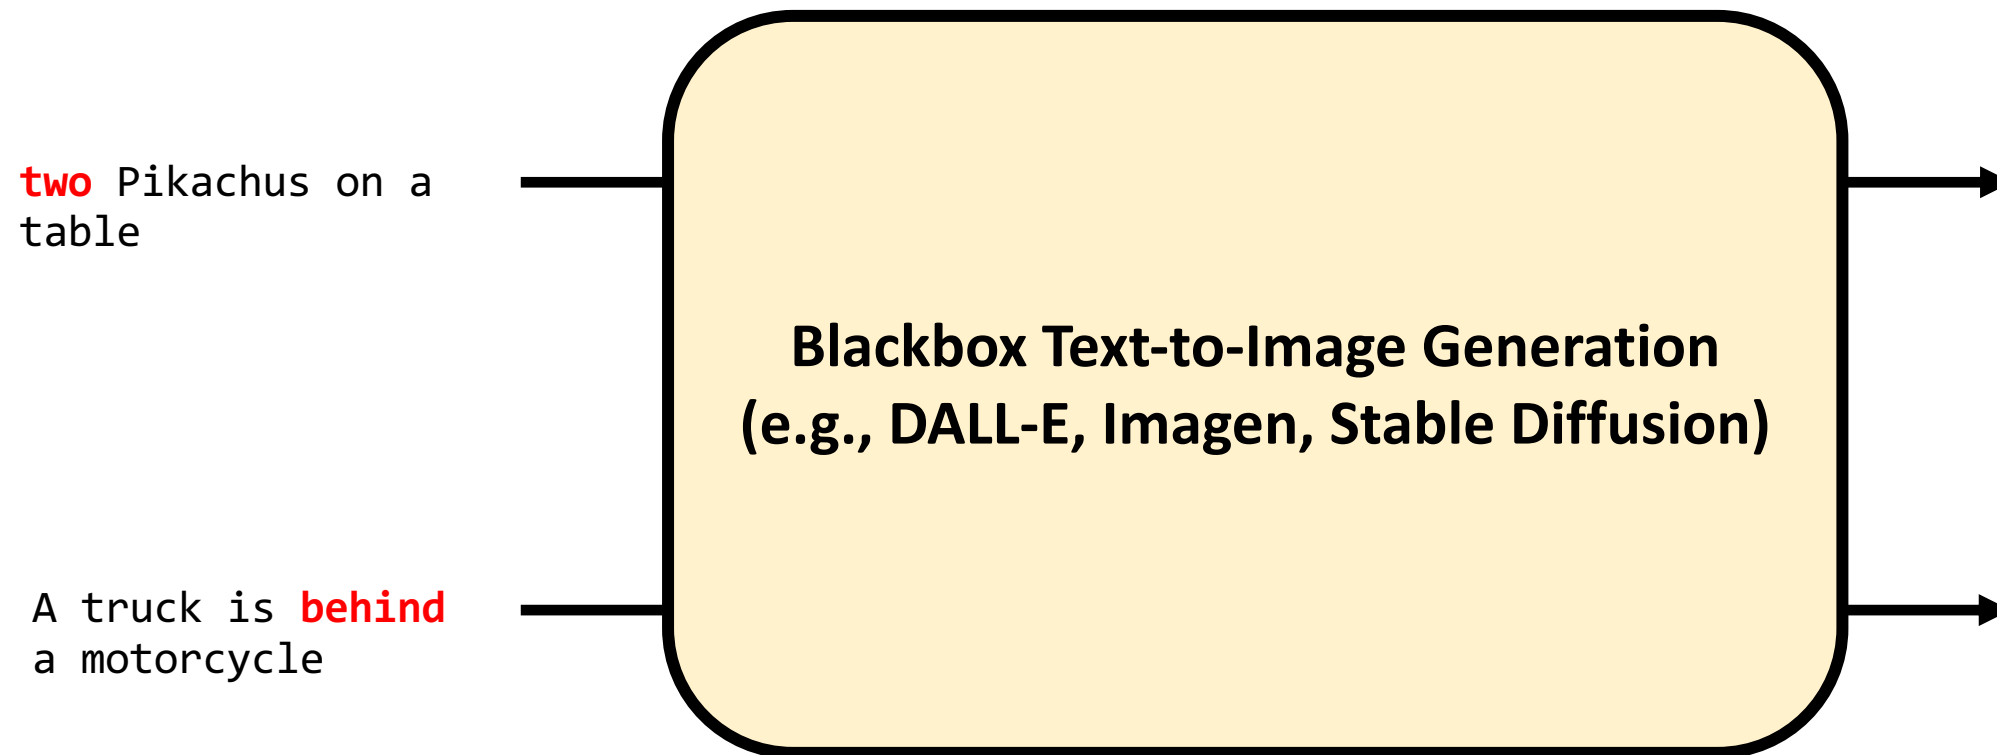 two Pikachus on a
table
Blackbox Text-to-Image Generation
(e.g., DALL-E, Imagen, Stable Diffusion)
A truck is behind
a motorcycle